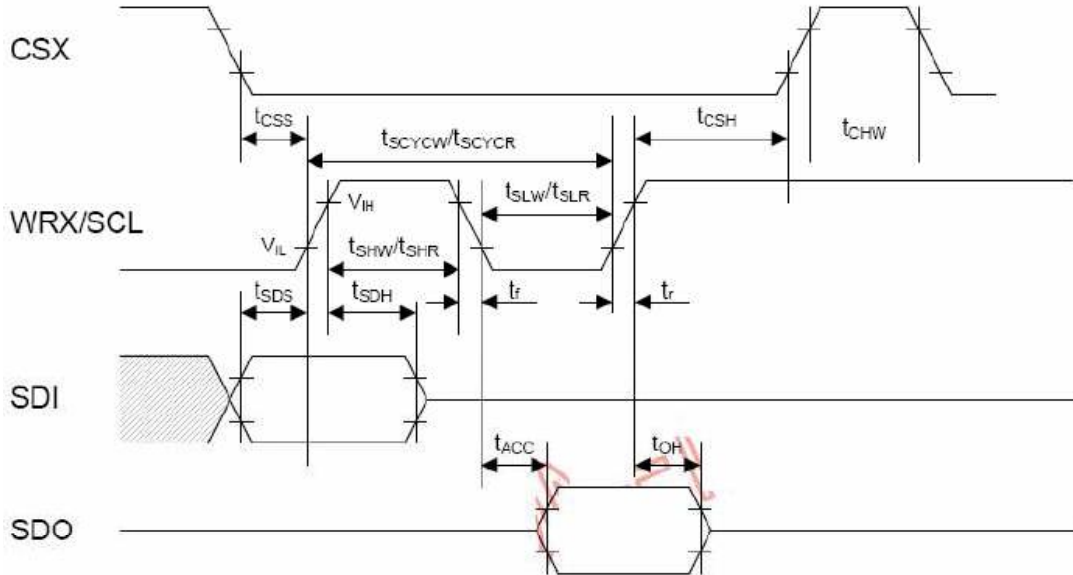 CSX
tCSS
tSCYCW/tSCYCR
tCSH
tCHW
WRX/SCL
VIH
VIL
tSLW/tSLR
tSHW/tSHR
tSDS
tSDH
tf
tr
SDI
tACC
tOH
SDO